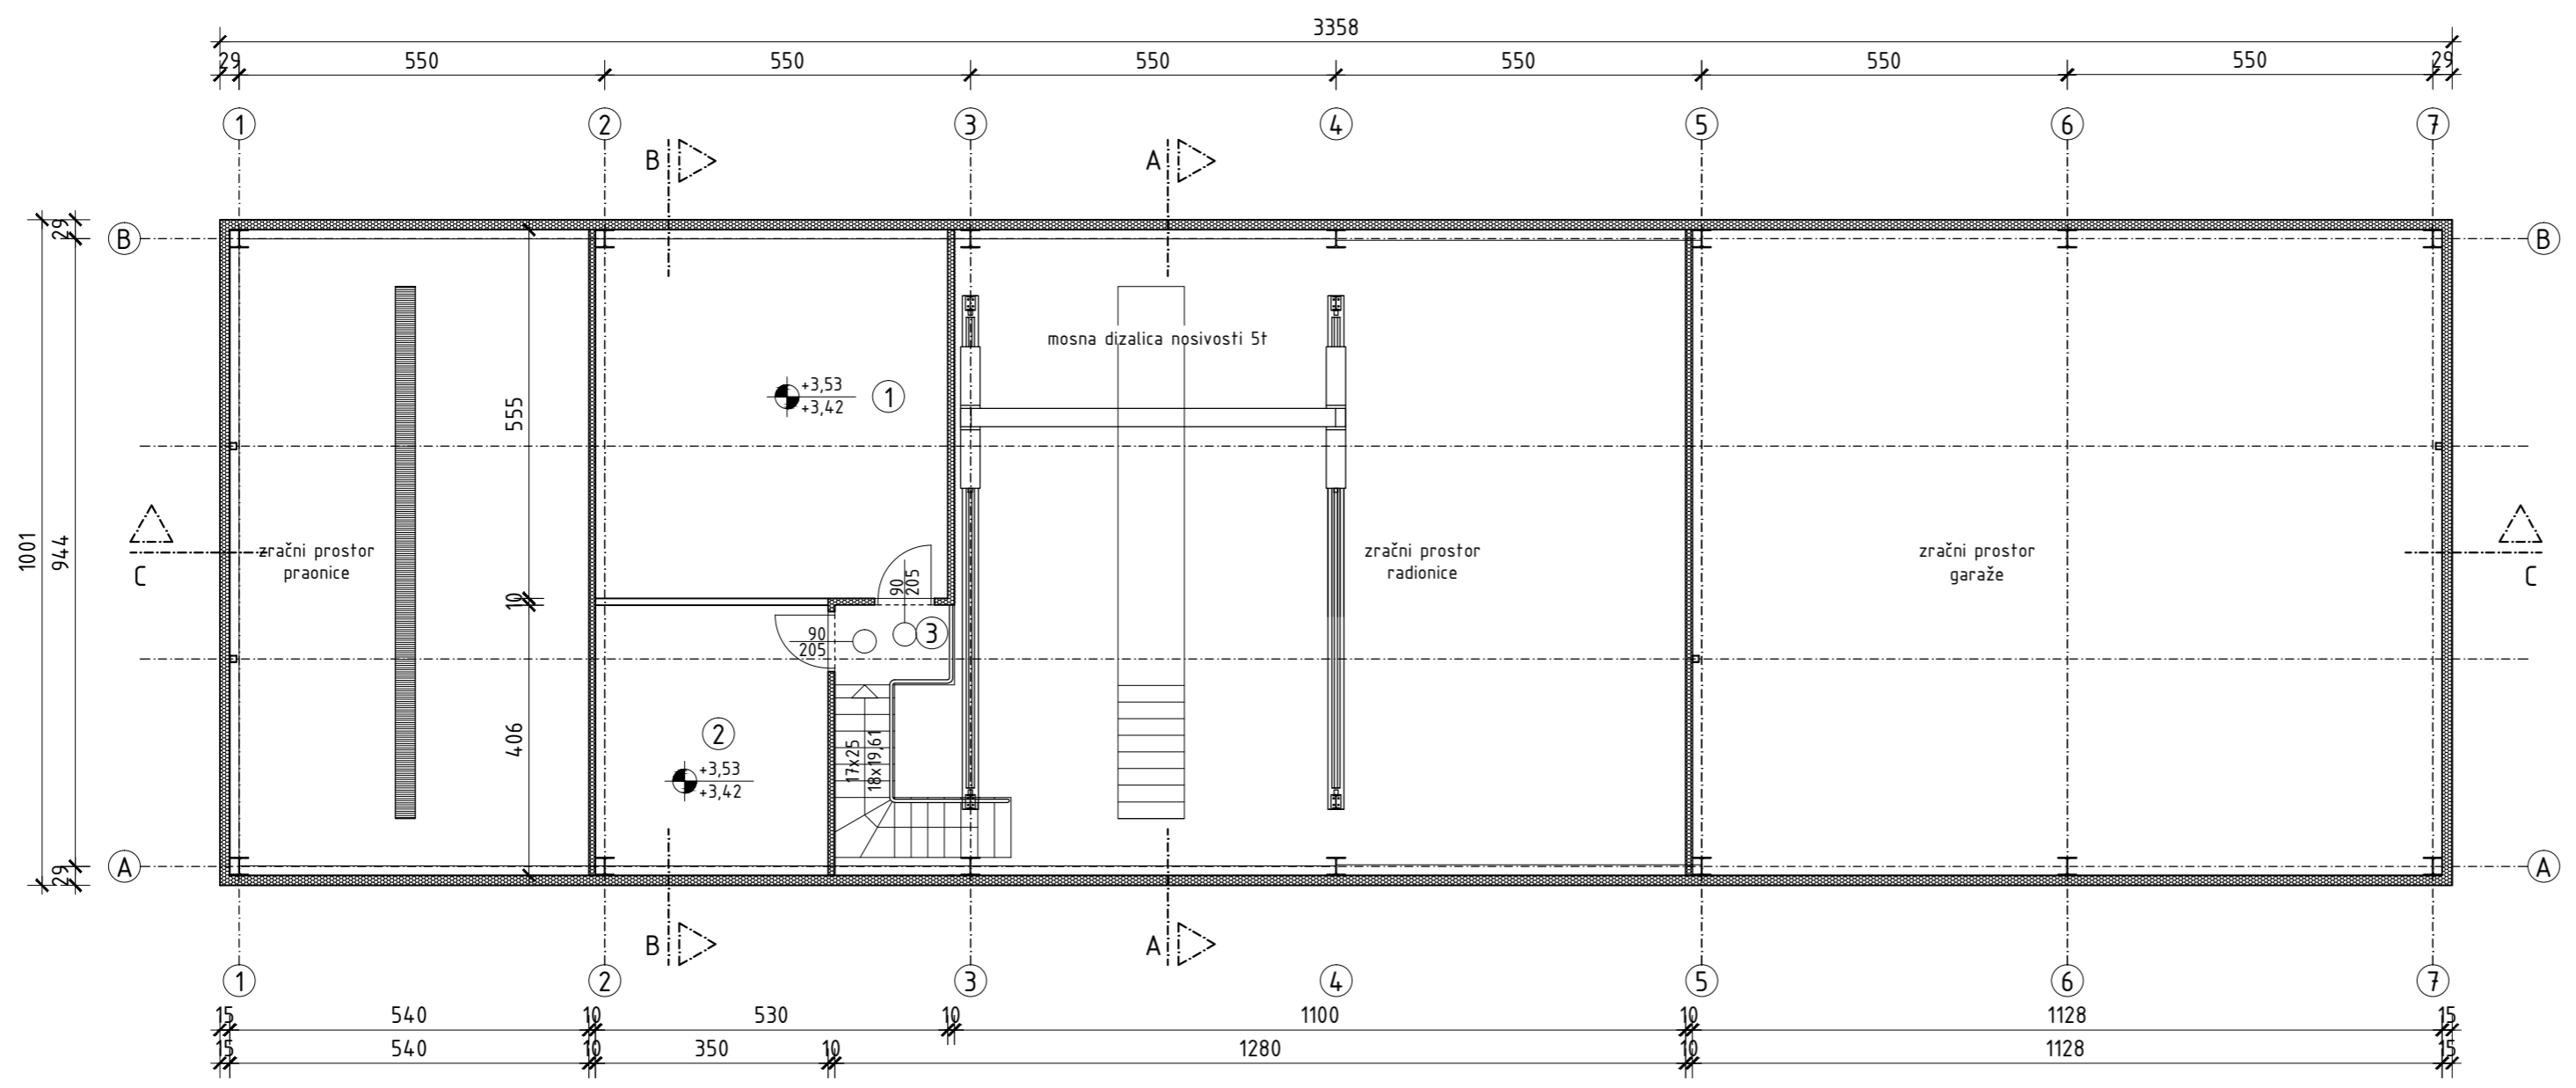 3358
29 550 550 550 550 550 550 29
1 2 3 4 5 6 7
B A
B B
29
1001 944
29
555
10
406
mosna dizalica nosivosti 5t
+3,53
+3,42
1
zračni prostor
praonice
zračni prostor
radionice
zračni prostor
garaže
C C
90
205
90
205
3
2
+3,53
+3,42
17x25
18x19,61
A A
B A
1 2 3 4 5 6 7
15 540 10 530 10 1100 10 1128 15
15 540 10 350 10 1280 10 1128 15